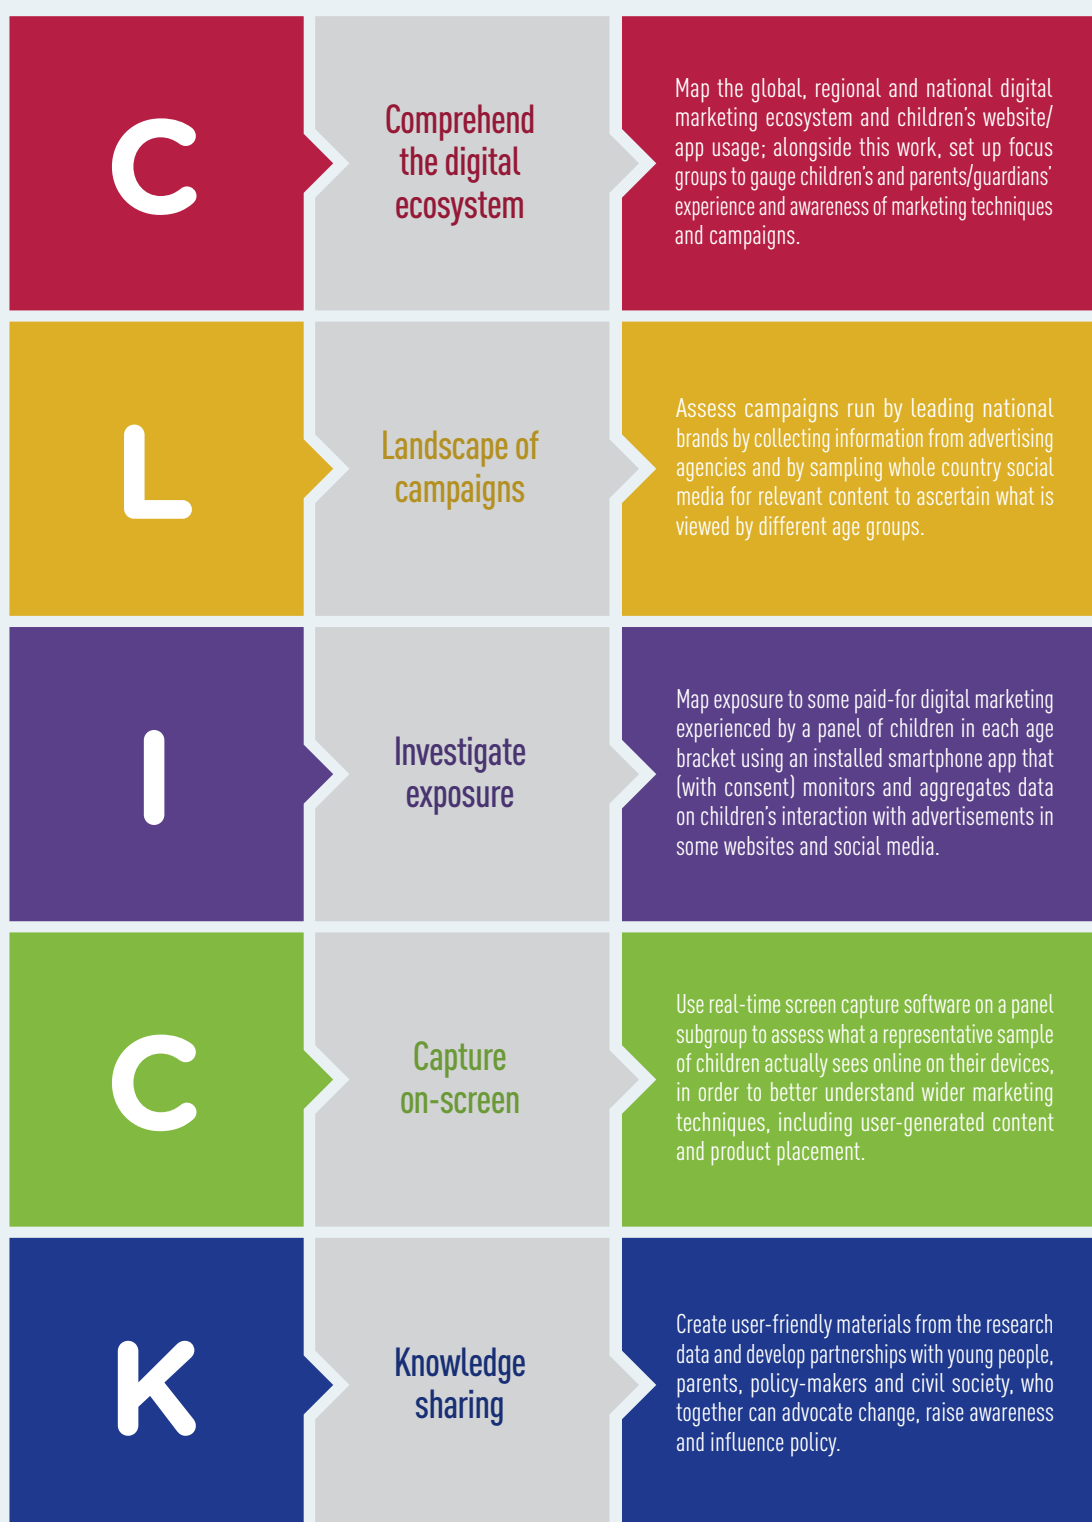 C
Comprehend
the digital
ecosystem
Map the global, regional and national digital
marketing ecosystem and children's website/
app usage; alongside this work, set up focus
groups to gauge children's and parents/guardians'
experience and awareness of marketing techniques
and campaigns.
L
Landscape of
campaigns
Assess campaigns run by leading national
brands by collecting information from advertising
agencies and by sampling whole country social
media for relevant content to ascertain what is
viewed by different age groups.
I
Investigate
exposure
Map exposure to some paid-for digital marketing
experienced by a panel of children in each age
bracket using an installed smartphone app that
(with consent) monitors and aggregates data
on children's interaction with advertisements in
some websites and social media.
C
Capture
on-screen
Use real-time screen capture software on a panel
subgroup to assess what a representative sample
of children actually sees online on their devices,
in order to better understand wider marketing
techniques, including user-generated content
and product placement.
K
Knowledge
sharing
Create user-friendly materials from the research
data and develop partnerships with young people,
parents, policy-makers and civil society, who
together can advocate change, raise awareness
and influence policy.